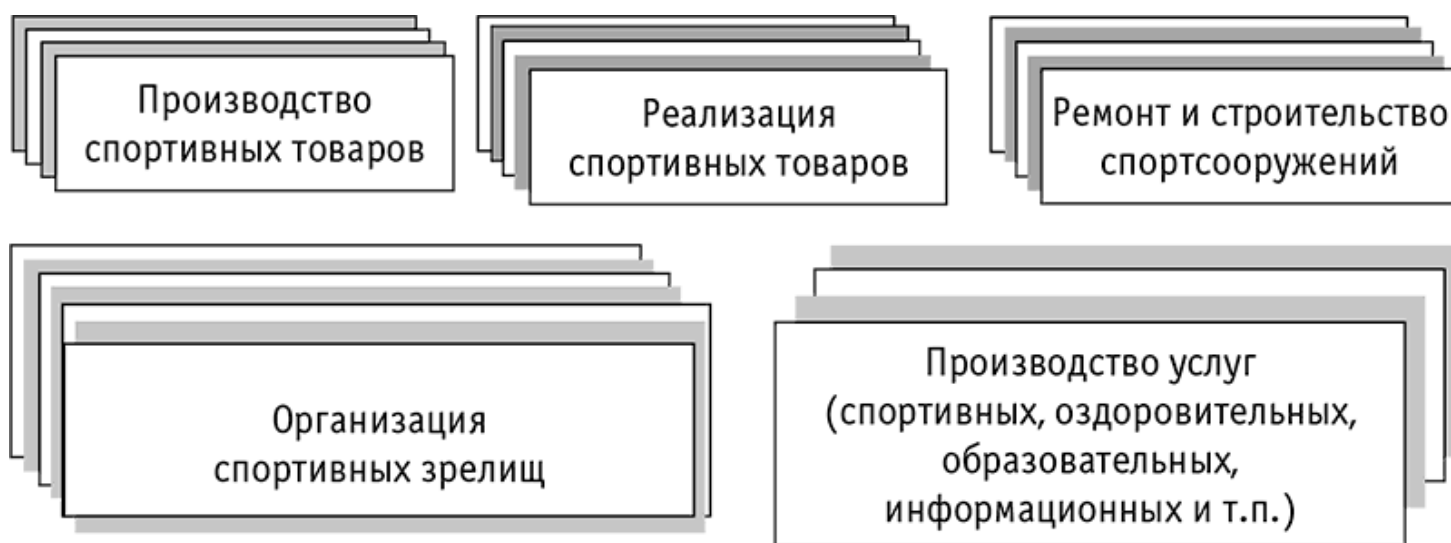 Производство
спортивных товаров
Реализация
спортивных товаров
Ремонт и строительство
спортсооружений
Организация
спортивных зрелищ
Производство услуг
(спортивных, оздоровительных,
образовательных,
информационных и т.п.)